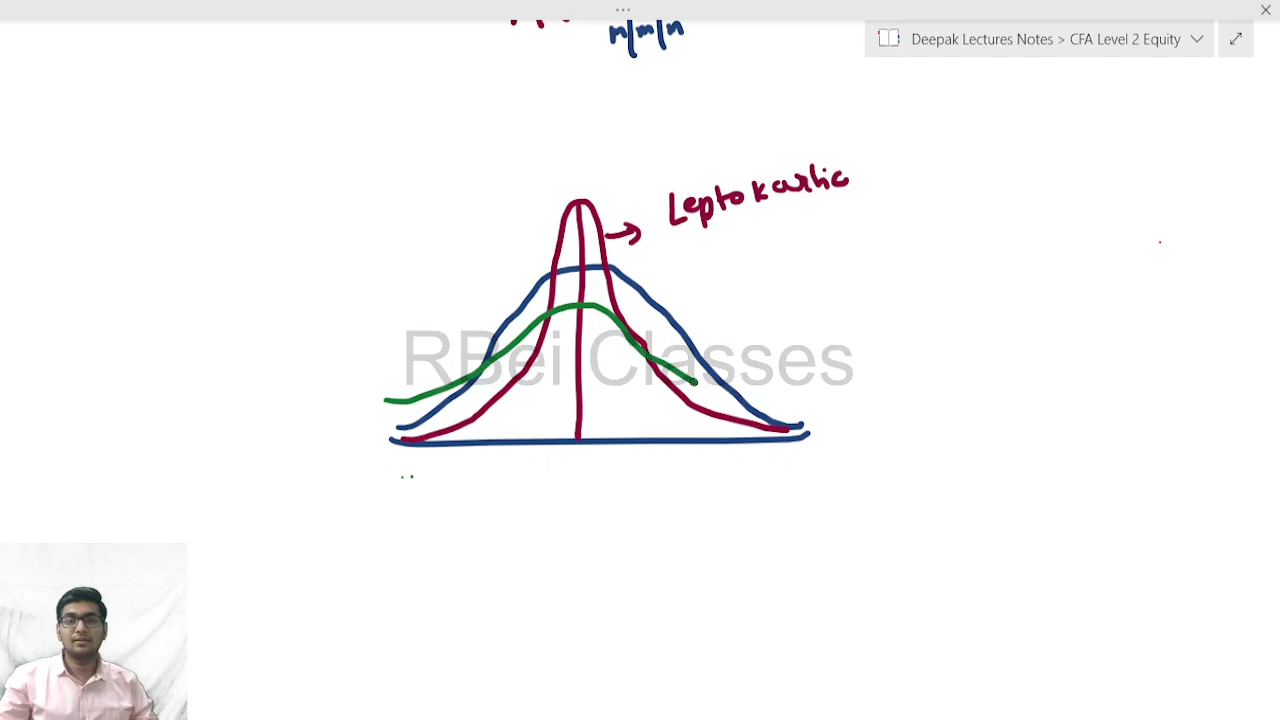 Deepak Lectures Notes > CFA Level 2 Equity
n/m/n
Leptokurtic
RBei Classes